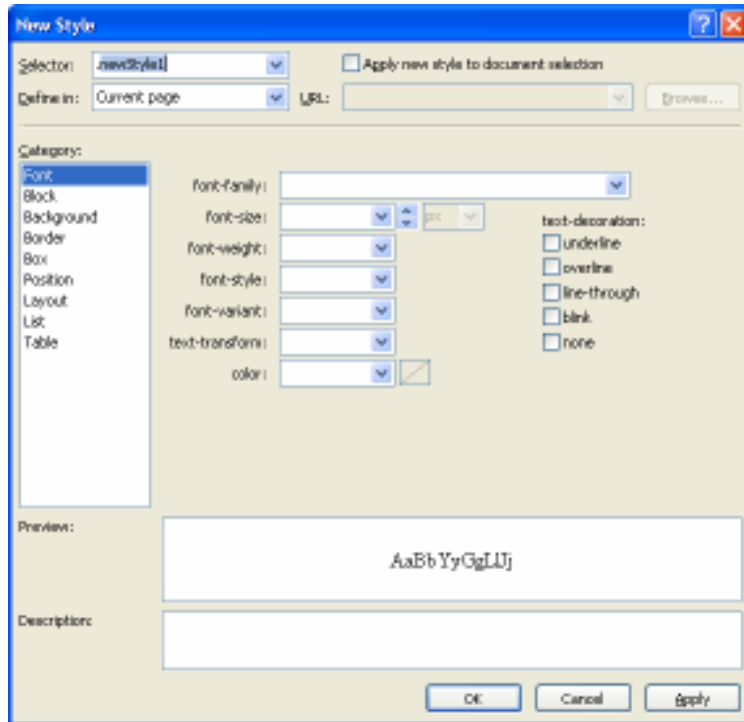 New Style
Selector: .newStyle1 Apply new style to document selection
Define in: Current page URL: Browse...
Category:
Font
Block
Background
Border
Box
Position
Layout
List
Table
font-family:
font-size: px
font-weight:
font-style:
font-variant:
text-transform:
color:
text-decoration:
underline
overline
line-through
blink
none
Preview:
AaBbYyGgLlJj
Description:
OK Cancel Apply